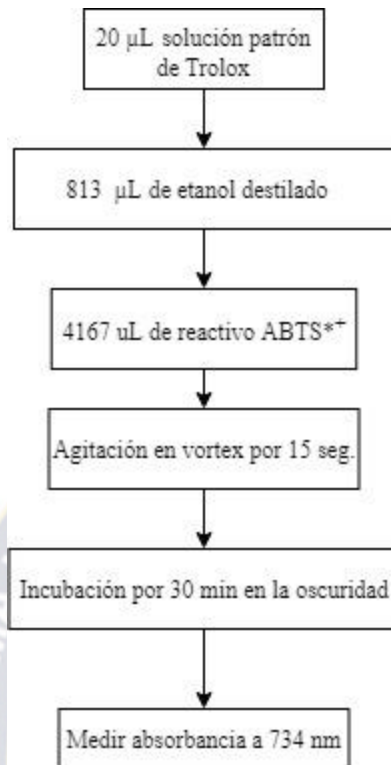 20 µL solución patrón
de Trolox
813 µL de etanol destilado
4167 uL de reactivo ABTS*⁺
Agitación en vortex por 15 seg.
Incubación por 30 min en la oscuridad
Medir absorbancia a 734 nm